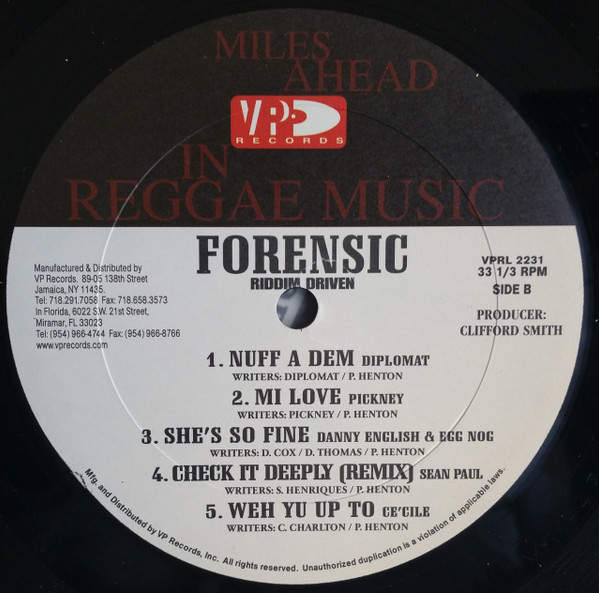 MILES
AHEAD
VP
RECORDS
IN
REGGAE MUSIC
FORENSIC
RIDDIM DRIVEN
Manufactured & Distributed by
VP Records. 89-05 138th Street
Jamaica, NY 11435.
Tel: 718.291.7058 Fax: 718.658.3573
In Florida, 6022 S.W. 21st Street,
Miramar, FL 33023
Tel: (954) 966-4744 Fax: (954) 966-8766
www.vprecords.com
VPRL 2231
33 1/3 RPM
SIDE B
PRODUCER:
CLIFFORD SMITH
1. NUFF A DEM DIPLOMAT
WRITERS: DIPLOMAT / P. HENTON
2. MI LOVE PICKNEY
WRITERS: PICKNEY / P. HENTON
3. SHE'S SO FINE DANNY ENGLISH & EGG NOG
WRITERS: D. COX / D. THOMAS / P. HENTON
4. CHECK IT DEEPLY (REMIX) SEAN PAUL
WRITERS: S. HENRIQUES / P. HENTON
5. WEH YU UP TO CE'CILE
WRITERS: C. CHARLTON / P. HENTON
Mfg. and Distributed by VP Records, Inc. All rights reserved. Unauthorized duplication is a violation of applicable laws.